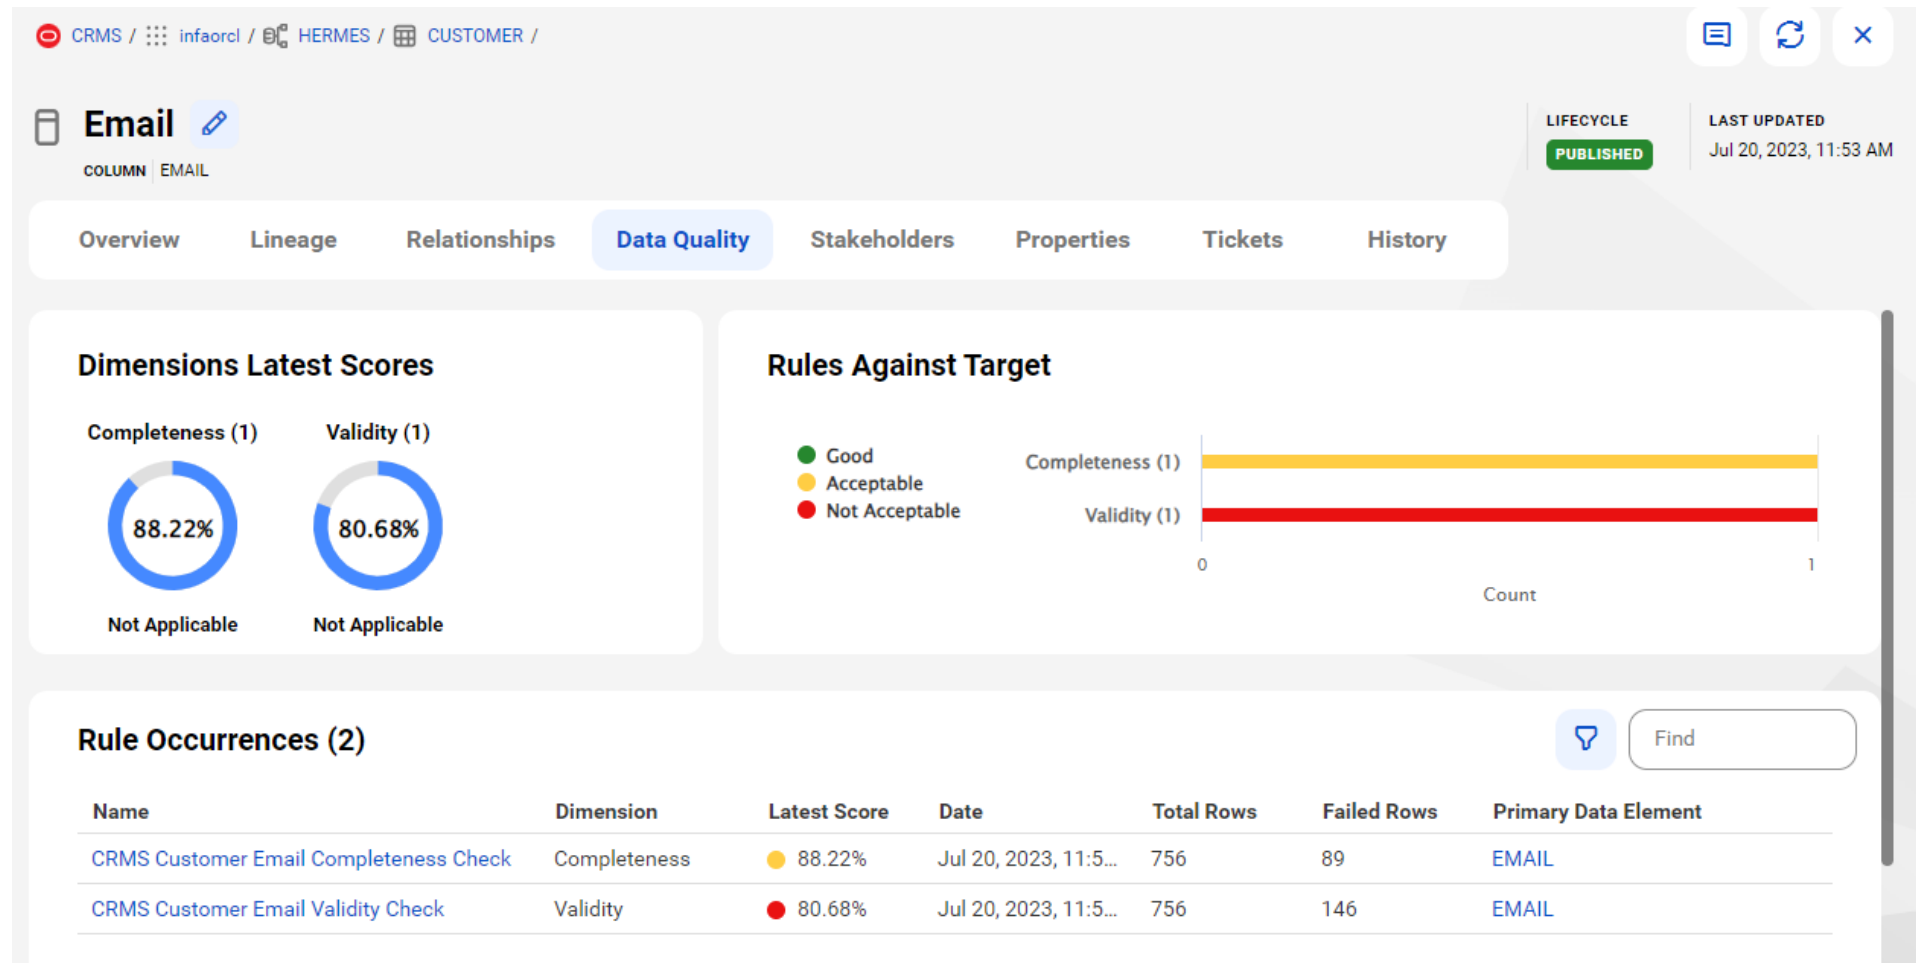 CRMS / infaorcl / HERMES / CUSTOMER /
Email
COLUMN EMAIL
LIFECYCLE
PUBLISHED
LAST UPDATED
Jul 20, 2023, 11:53 AM
Overview Lineage Relationships Data Quality Stakeholders Properties Tickets History
Dimensions Latest Scores
Completeness (1) Validity (1)
88.22% 80.68%
Not Applicable Not Applicable
Rules Against Target
Good
Acceptable
Not Acceptable
Completeness (1)
Validity (1)
0 1
Count
Rule Occurrences (2)
Find
Name Dimension Latest Score Date Total Rows Failed Rows Primary Data Element
CRMS Customer Email Completeness Check Completeness 88.22% Jul 20, 2023, 11:5... 756 89 EMAIL
CRMS Customer Email Validity Check Validity 80.68% Jul 20, 2023, 11:5... 756 146 EMAIL